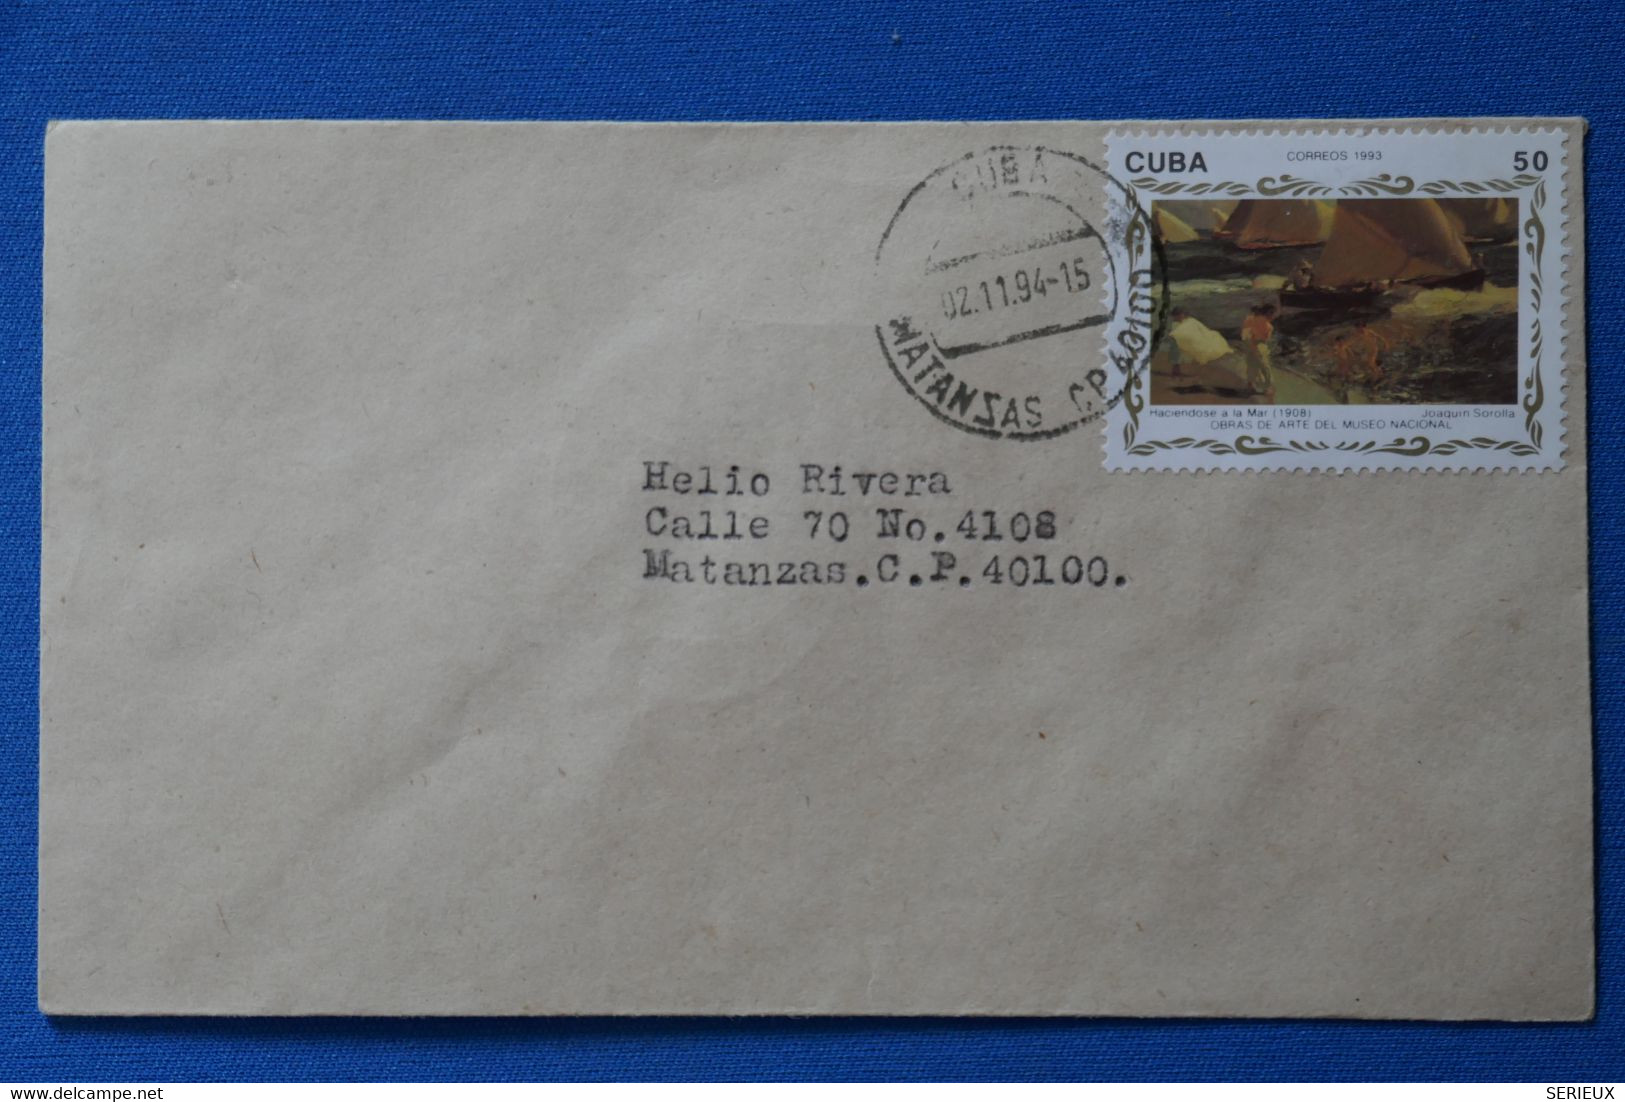 CUBA CORREOS 1993 50
Haciendose a la Mar (1908) Joaquin Sorolla
OBRAS DE ARTE DEL MUSEO NACIONAL
CUBA
02.11.94-15
MATANZAS C.P. 40100
Helio Rivera
Calle 70 No.4108
Matanzas.C.P.40100.
delcampe.net
SERIEUX